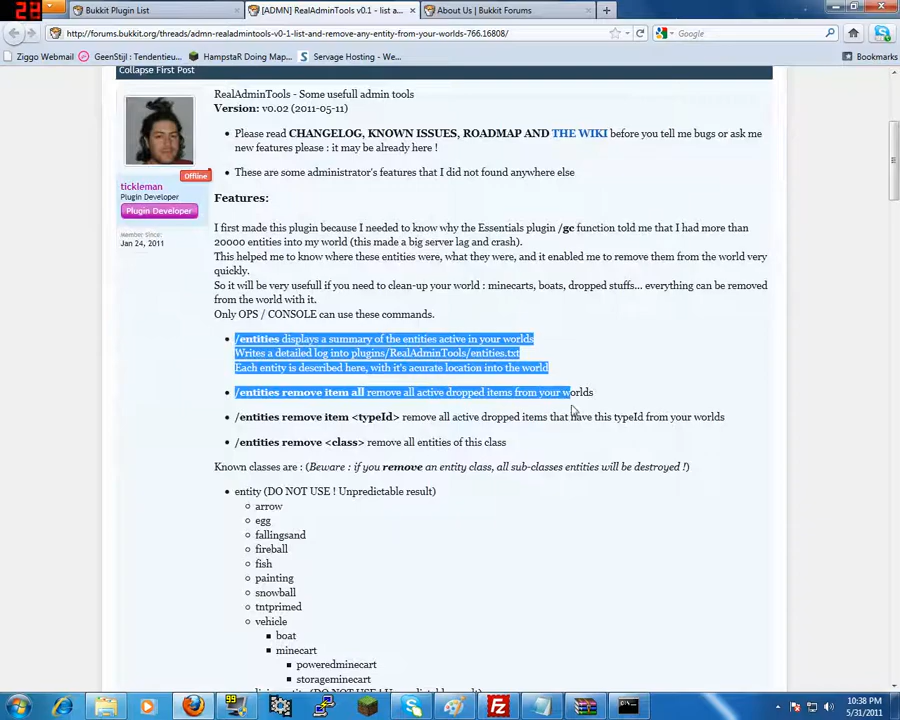 28
Bukkit Plugin List
[ADMN] RealAdminTools v0.1 - list a...
About Us | Bukkit Forums
http://forums.bukkit.org/threads/admn-realadmintools-v0-1-list-and-remove-any-entity-from-your-worlds-766.16808/
Google
Ziggo Webmail
GeenStijl: Tendentieu...
HampstaR Doing Map...
Servage Hosting - We...
Bookmarks
Collapse First Post
RealAdminTools - Some usefull admin tools
Version: v0.02 (2011-05-11)
Please read CHANGELOG, KNOWN ISSUES, ROADMAP AND THE WIKI before you tell me bugs or ask me
new features please : it may be already here !
These are some administrator's features that I did not found anywhere else
Offline
tickleman
Plugin Developer
Plugin Developer
Member Since:
Jan 24, 2011
Features:
I first made this plugin because I needed to know why the Essentials plugin /gc function told me that I had more than
20000 entities into my world (this made a big server lag and crash).
This helped me to know where these entities were, what they were, and it enabled me to remove them from the world very
quickly.
So it will be very usefull if you need to clean-up your world : minecarts, boats, dropped stuffs... everything can be removed
from the world with it.
Only OPS / CONSOLE can use these commands.
/entities displays a summary of the entities active in your worlds
Writes a detailed log into plugins/RealAdminTools/entities.txt
Each entity is described here, with it's acurate location into the world
/entities remove item all remove all active dropped items from your worlds
/entities remove item <typeId> remove all active dropped items that have this typeId from your worlds
/entities remove <class> remove all entities of this class
Known classes are : (Beware : if you remove an entity class, all sub-classes entities will be destroyed !)
entity (DO NOT USE ! Unpredictable result)
arrow
egg
fallingsand
fireball
fish
painting
snowball
tntprimed
vehicle
boat
minecart
poweredminecart
storageminecart
99
10:38 PM
5/31/2011